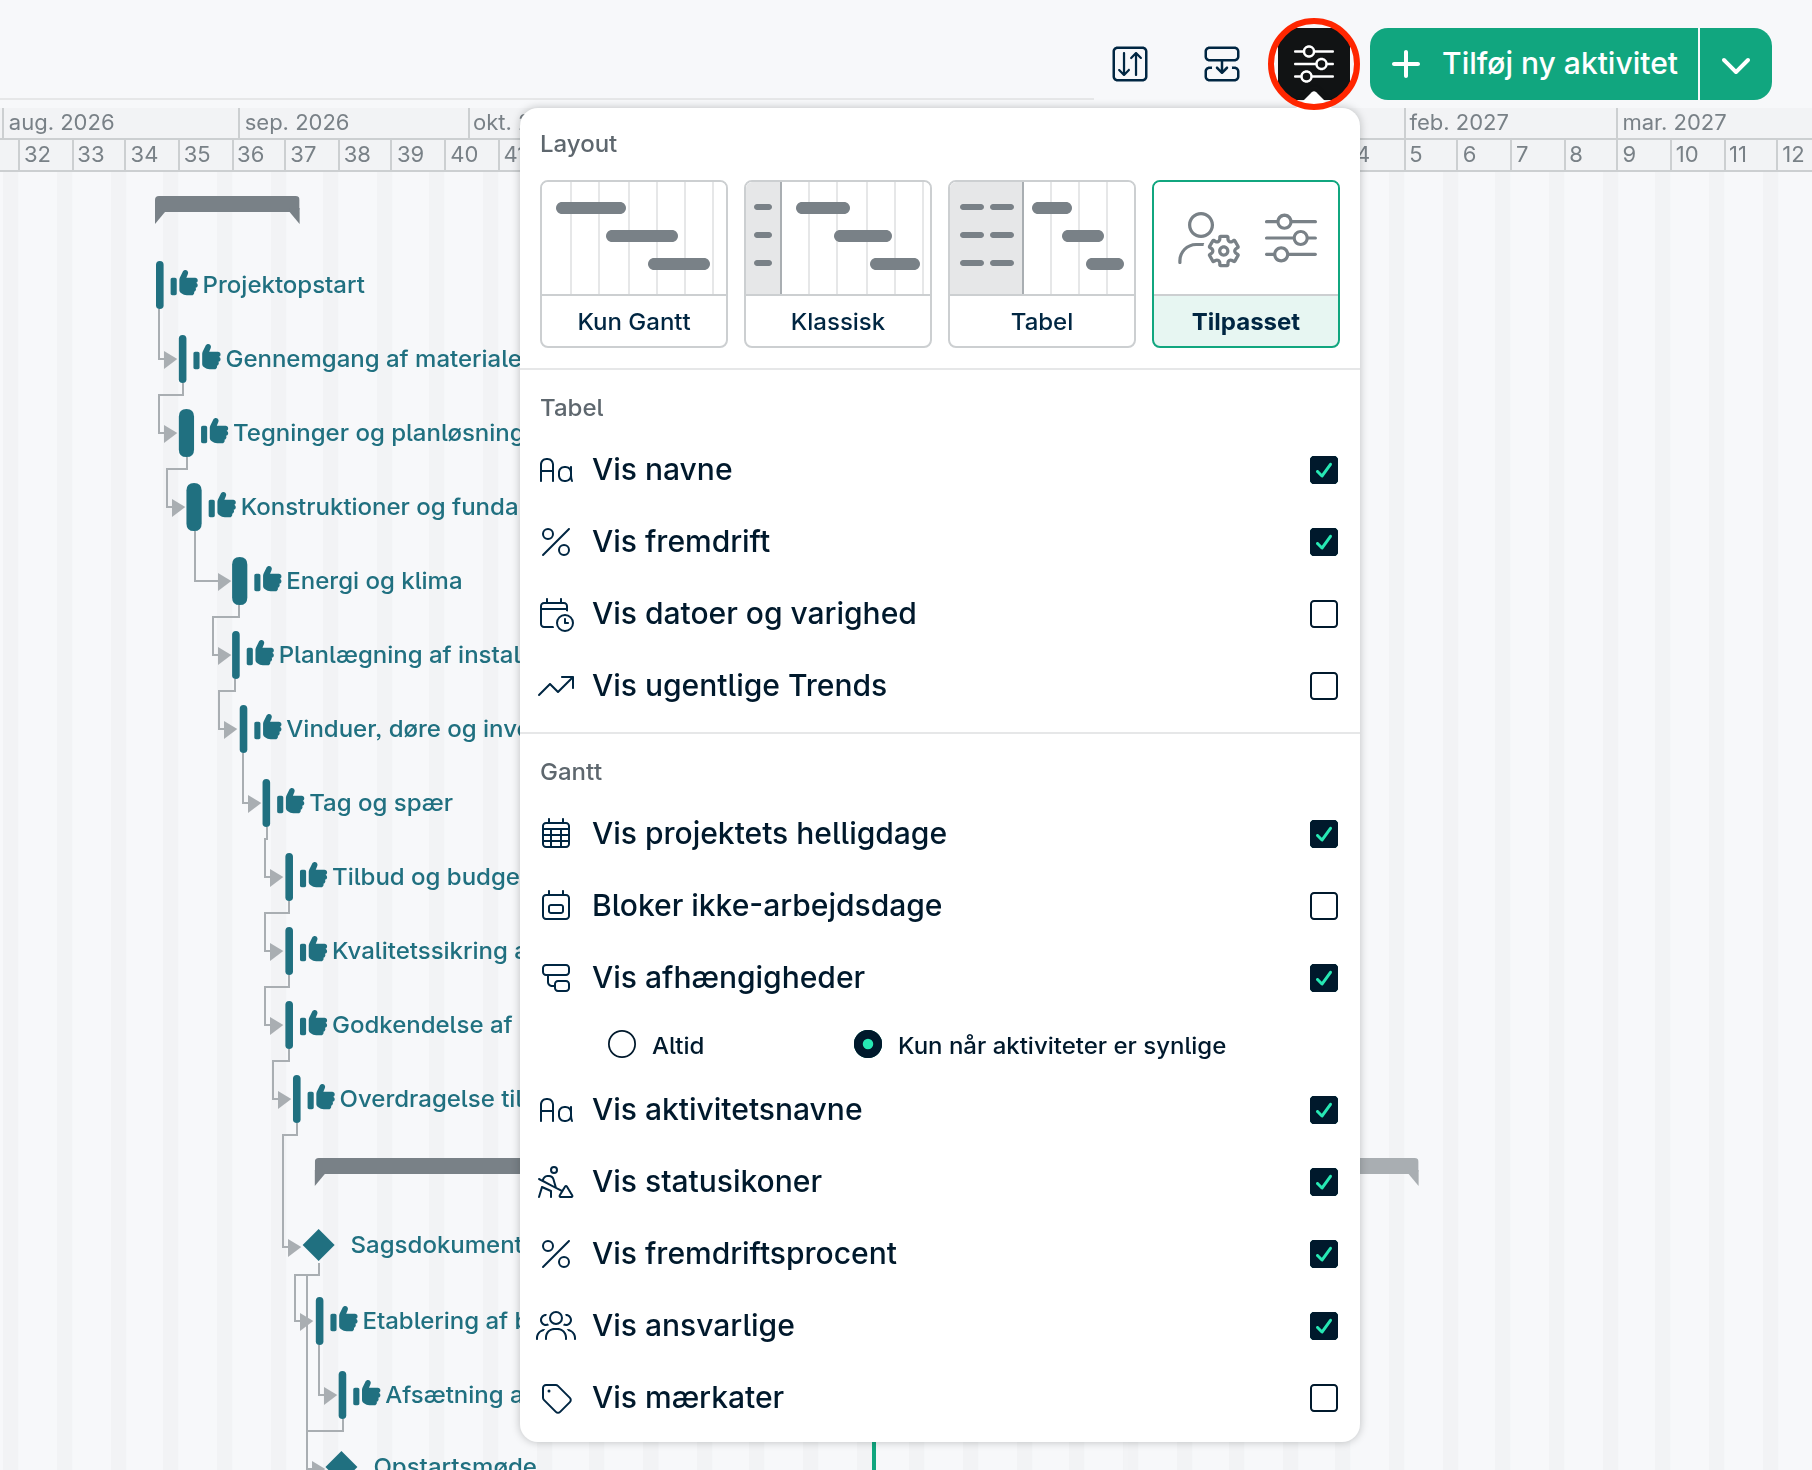 Tilføj ny aktivitet
aug. 2026 sep. 2026 okt. feb. 2027 mar. 2027
32 33 34 35 36 37 38 39 40 41 4 5 6 7 8 9 10 11 12
Layout
Kun Gantt Klassisk Tabel Tilpasset
Tabel
Vis navne
Vis fremdrift
Vis datoer og varighed
Vis ugentlige Trends
Gantt
Vis projektets helligdage
Bloker ikke-arbejdsdage
Vis afhængigheder
Altid Kun når aktiviteter er synlige
Vis aktivitetsnavne
Vis statusikoner
Vis fremdriftsprocent
Vis ansvarlige
Vis mærkater
Projektopstart
Gennemgang af materiale
Tegninger og planløsning
Konstruktioner og funda
Energi og klima
Planlægning af instal
Vinduer, døre og inv
Tag og spær
Tilbud og budge
Kvalitetssikring a
Godkendelse af
Overdragelse til
Sagsdokument
Etablering af b
Afsætning a
Opstartsmøde